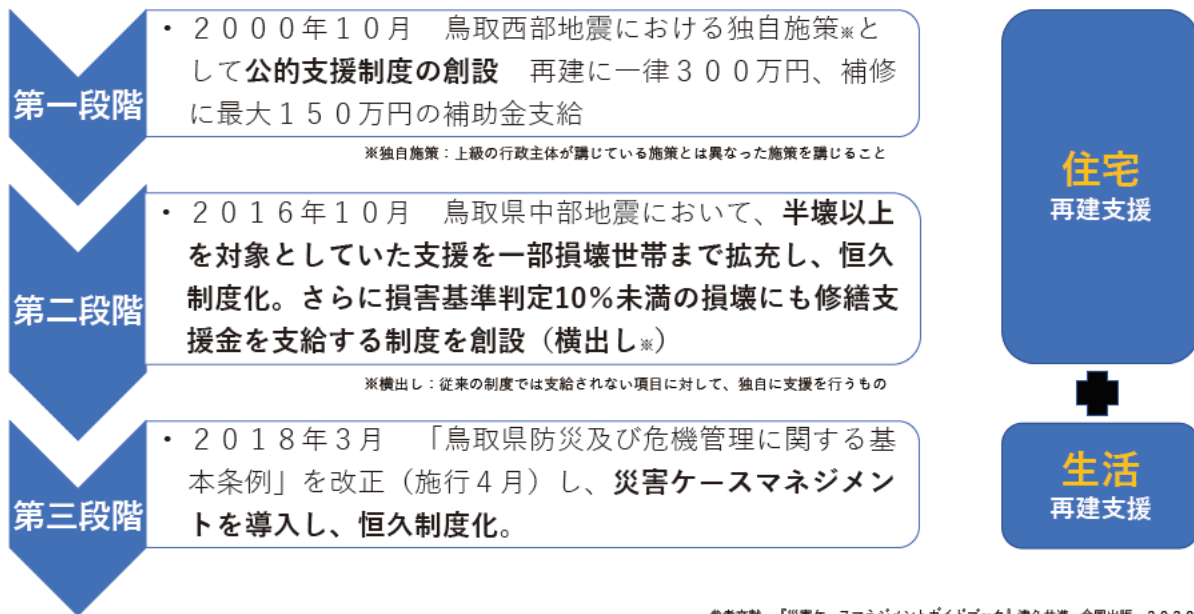 第一段階
・２０００年１０月　鳥取西部地震における独自施策※と
して公的支援制度の創設　再建に一律３００万円、補修
に最大１５０万円の補助金支給
※独自施策：上級の行政主体が講じている施策とは異なった施策を講じること
第二段階
・２０１６年１０月　鳥取県中部地震において、半壊以上
を対象としていた支援を一部損壊世帯まで拡充し、恒久
制度化。さらに損害基準判定10％未満の損壊にも修繕支
援金を支給する制度を創設（横出し※）
※横出し：従来の制度では支給されない項目に対して、独自に支援を行うもの
第三段階
・２０１８年３月　「鳥取県防災及び危機管理に関する基
本条例」を改正（施行４月）し、災害ケースマネジメン
トを導入し、恒久制度化。
住宅
再建支援
生活
再建支援